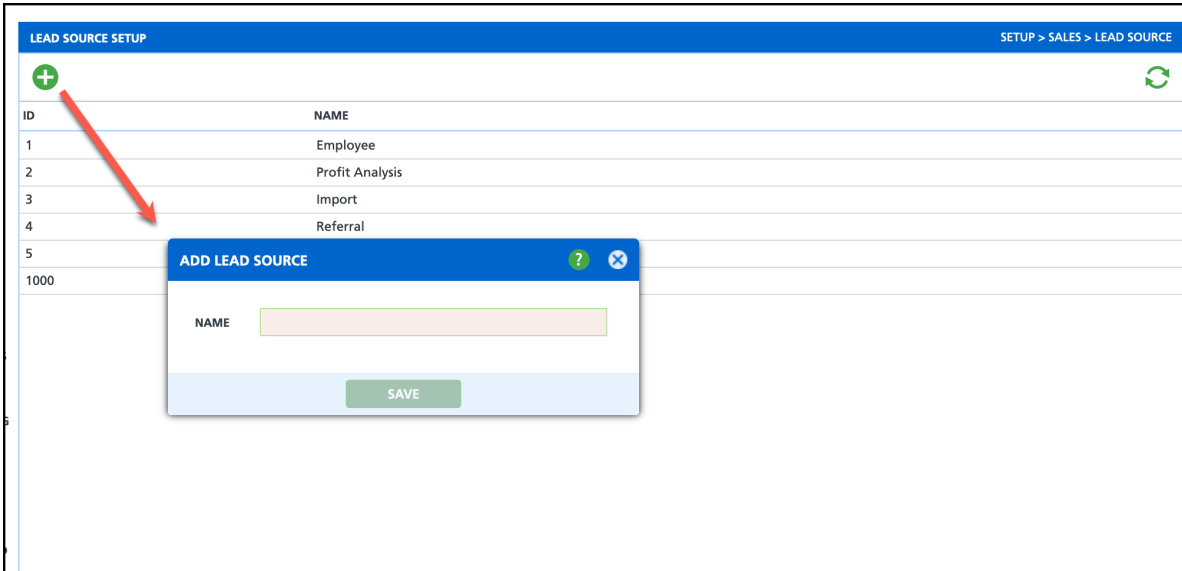 LEAD SOURCE SETUP SETUP > SALES > LEAD SOURCE
ID NAME
1 Employee
2 Profit Analysis
3 Import
4 Referral
5
1000
ADD LEAD SOURCE ?
NAME
SAVE